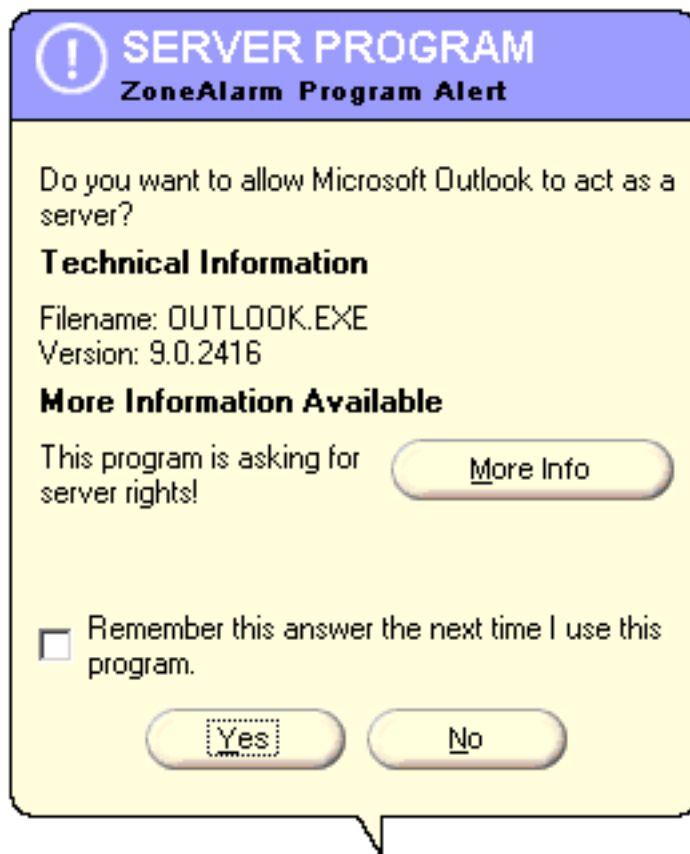 SERVER PROGRAM
ZoneAlarm Program Alert
Do you want to allow Microsoft Outlook to act as a
server?
Technical Information
Filename: OUTLOOK.EXE
Version: 9.0.2416
More Information Available
This program is asking for
server rights!
More Info
Remember this answer the next time I use this
program.
Yes
No